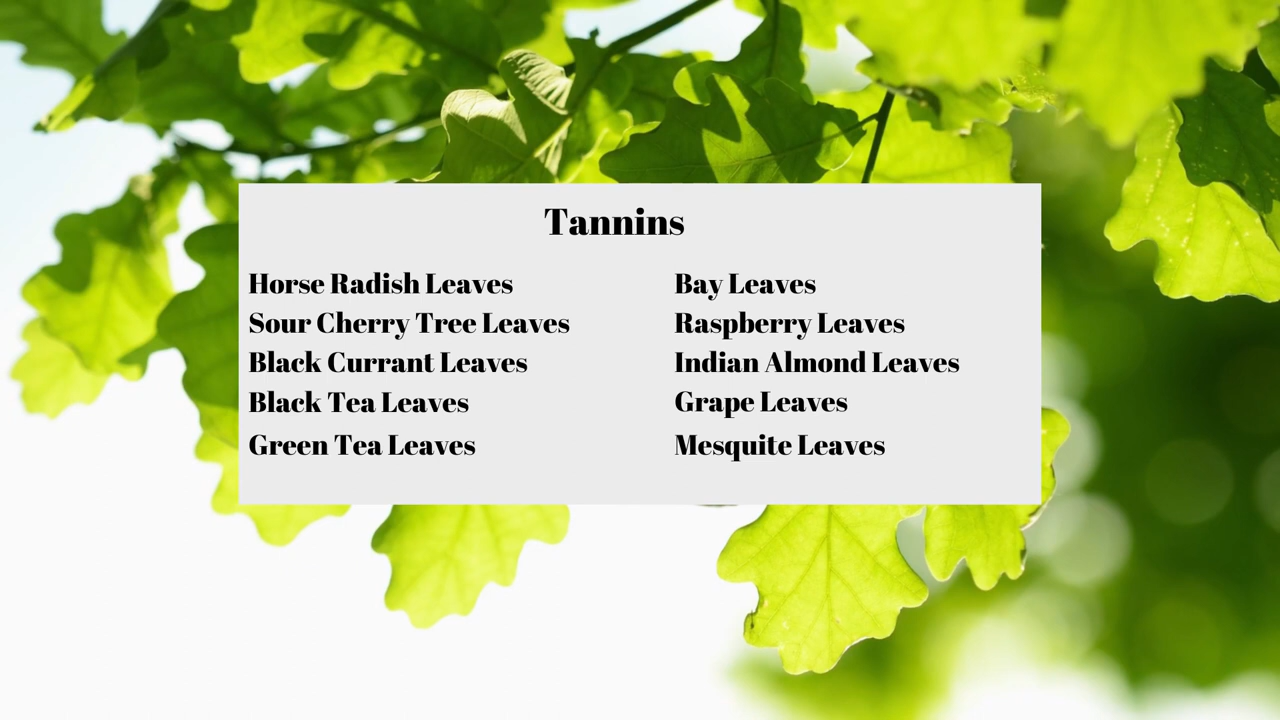 Tannins
Horse Radish Leaves
Sour Cherry Tree Leaves
Black Currant Leaves
Black Tea Leaves
Green Tea Leaves
Bay Leaves
Raspberry Leaves
Indian Almond Leaves
Grape Leaves
Mesquite Leaves